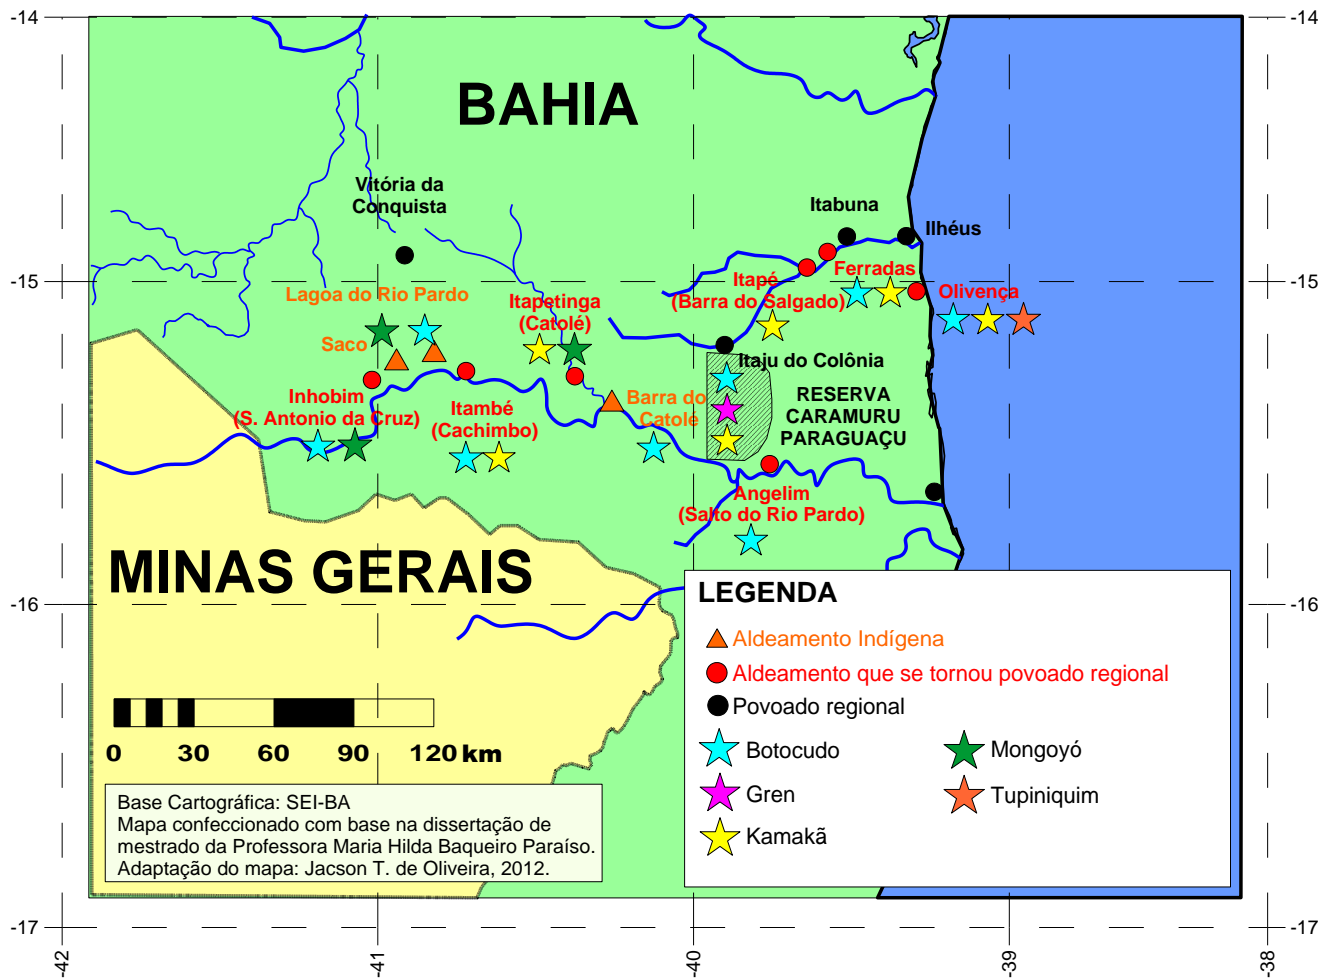 -14
-14
BAHIA
Vitória da
Conquista
Itabuna
Ilhéus
-15
-15
Lagoa do Rio Pardo
Itapé
(Barra do Salgado)
Ferradas
Olivença
Itapetinga
(Catolé)
Saco
Itaju do Colônia
Inhobim
(S. Antonio da Cruz)
Itambé
(Cachimbo)
Barra do
Catolé
RESERVA
CARAMURU
PARAGUAÇU
Angelim
(Salto do Rio Pardo)
MINAS GERAIS
-16
-16
LEGENDA
Aldeamento Indígena
Aldeamento que se tornou povoado regional
Povoado regional
Botocudo
Mongoyó
Gren
Tupiniquim
Kamakã
0 30 60 90 120 km
Base Cartográfica: SEI-BA
Mapa confeccionado com base na dissertação de
mestrado da Professora Maria Hilda Baqueiro Paraíso.
Adaptação do mapa: Jacson T. de Oliveira, 2012.
-17
-17
-42
-41
-40
-39
-38